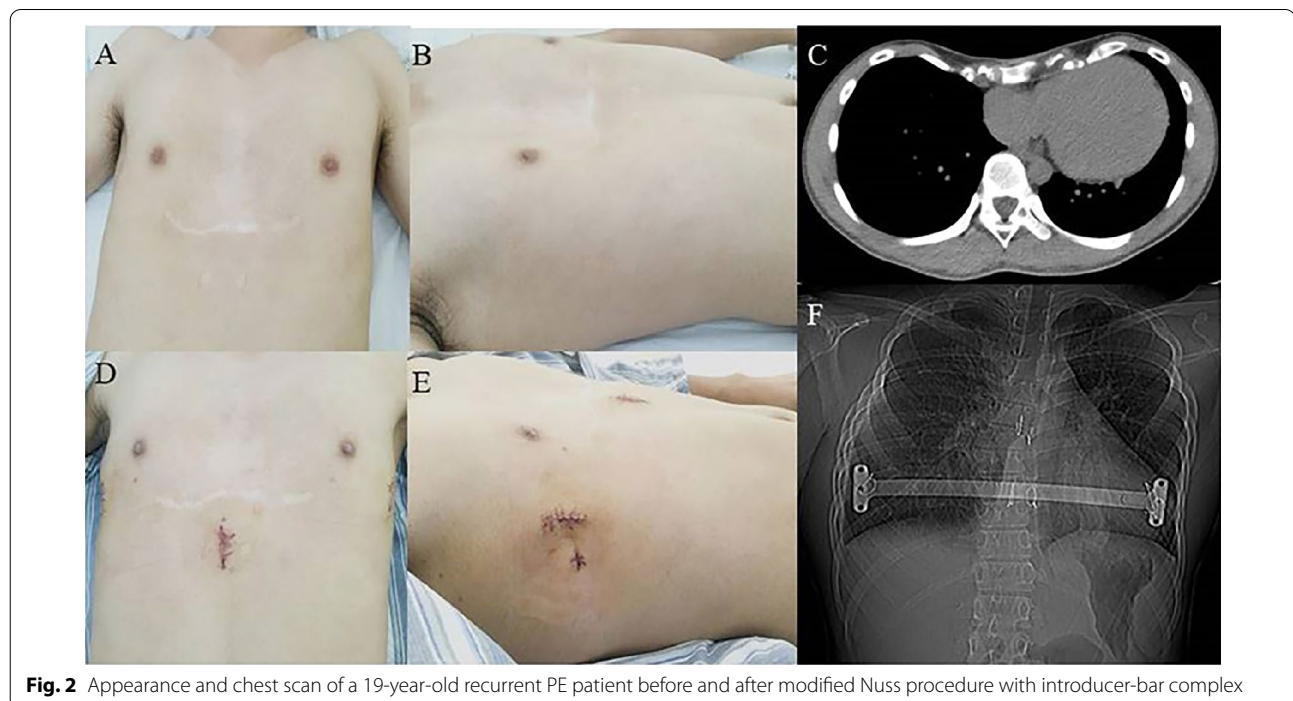 A
B
C
D
E
F
Fig. 2 Appearance and chest scan of a 19-year-old recurrent PE patient before and after modified Nuss procedure with introducer-bar complex